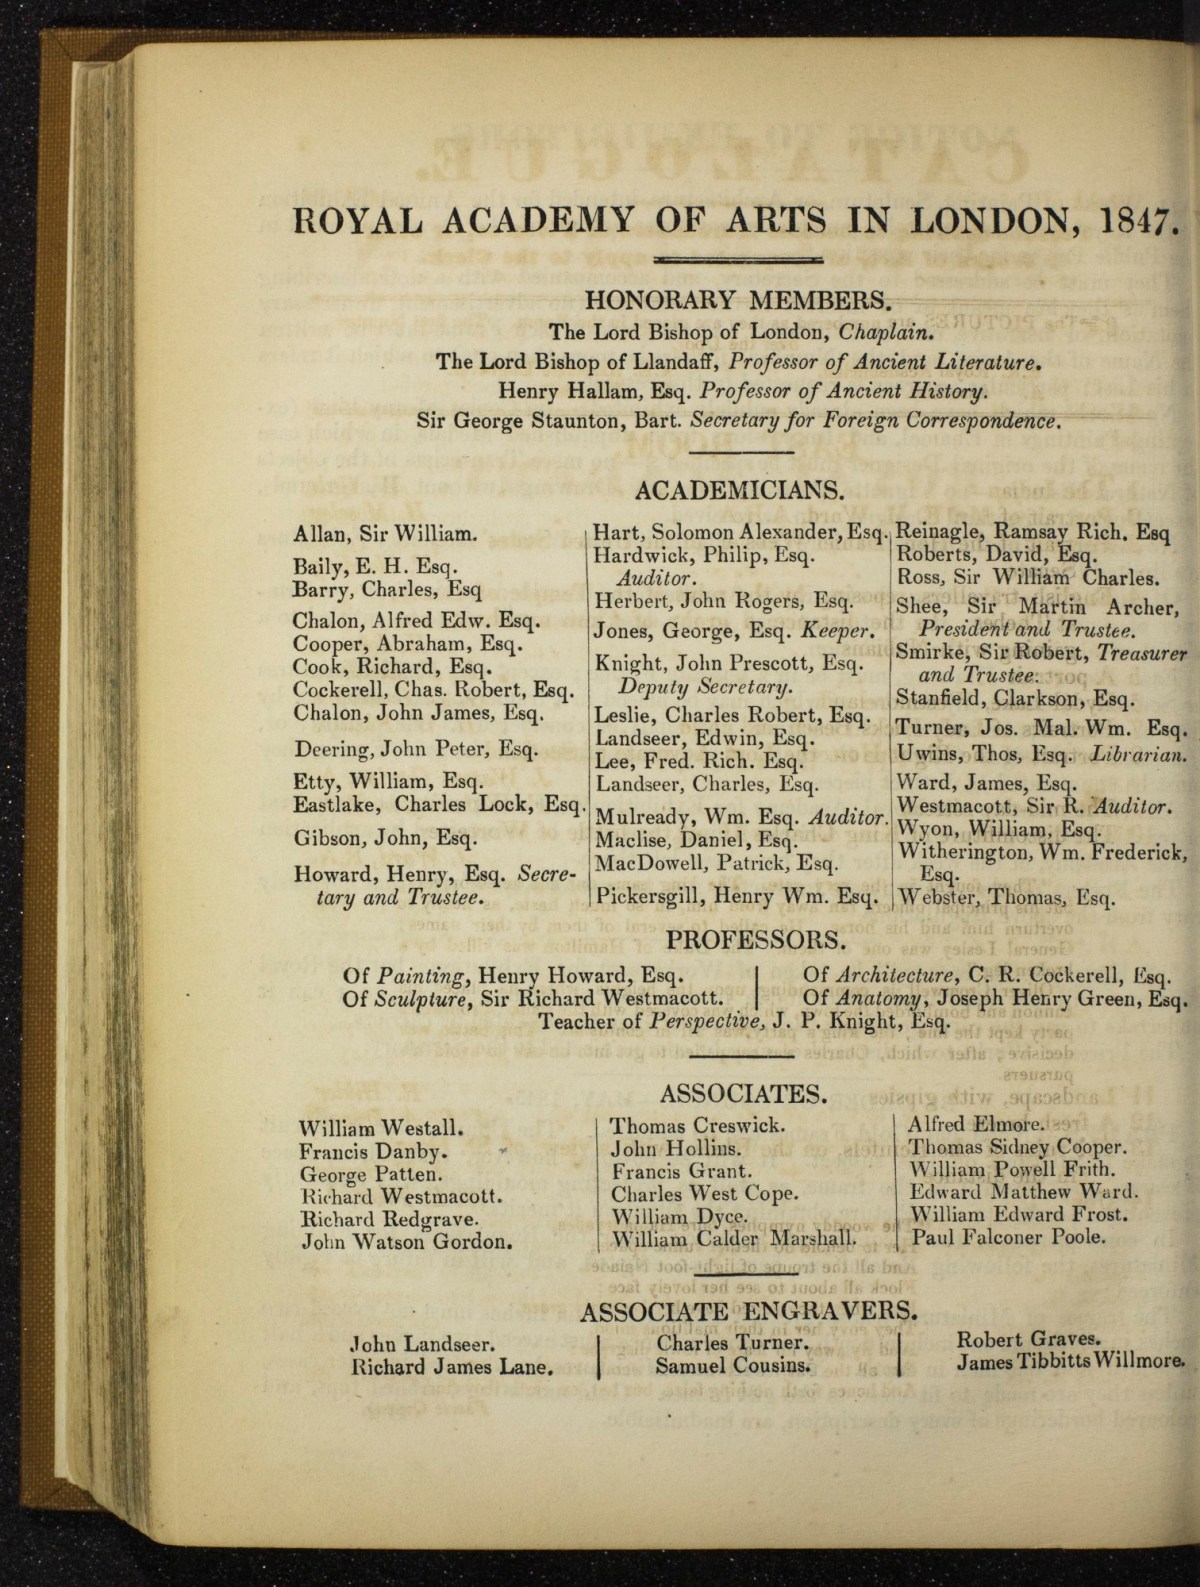 ROYAL ACADEMY OF ARTS IN LONDON, 1847.
HONORARY MEMBERS.
The Lord Bishop of London, Chaplain.
The Lord Bishop of Llandaff, Professor of Ancient Literature.
Henry Hallam, Esq. Professor of Ancient History.
Sir George Staunton, Bart. Secretary for Foreign Correspondence.
ACADEMICIANS.
Allan, Sir William.
Baily, E. H. Esq.
Barry, Charles, Esq
Chalon, Alfred Edw. Esq.
Cooper, Abraham, Esq.
Cook, Richard, Esq.
Cockerell, Chas. Robert, Esq.
Chalon, John James, Esq.
Deering, John Peter, Esq.
Etty, William, Esq.
Eastlake, Charles Lock, Esq.
Gibson, John, Esq.
Howard, Henry, Esq. Secre-
tary and Trustee.
Hart, Solomon Alexander, Esq.
Hardwick, Philip, Esq.
Auditor.
Herbert, John Rogers, Esq.
Jones, George, Esq. Keeper.
Knight, John Prescott, Esq.
Deputy Secretary.
Leslie, Charles Robert, Esq.
Landseer, Edwin, Esq.
Lee, Fred. Rich. Esq.
Landseer, Charles, Esq.
Mulready, Wm. Esq. Auditor.
Maclise, Daniel, Esq.
MacDowell, Patrick, Esq.
Pickersgill, Henry Wm. Esq.
Reinagle, Ramsay Rich. Esq
Roberts, David, Esq.
Ross, Sir William Charles.
Shee, Sir Martin Archer,
President and Trustee.
Smirke, Sir Robert, Treasurer
and Trustee.
Stanfield, Clarkson, Esq.
Turner, Jos. Mal. Wm. Esq.
Uwins, Thos, Esq. Librarian.
Ward, James, Esq.
Westmacott, Sir R. Auditor.
Wyon, William, Esq.
Witherington, Wm. Frederick,
Esq.
Webster, Thomas, Esq.
PROFESSORS.
Of Painting, Henry Howard, Esq.
Of Sculpture, Sir Richard Westmacott.
Of Architecture, C. R. Cockerell, Esq.
Of Anatomy, Joseph Henry Green, Esq.
Teacher of Perspective, J. P. Knight, Esq.
ASSOCIATES.
William Westall.
Francis Danby.
George Patten.
Richard Westmacott.
Richard Redgrave.
John Watson Gordon.
Thomas Creswick.
John Hollins.
Francis Grant.
Charles West Cope.
William Dyce.
William Calder Marshall.
Alfred Elmore.
Thomas Sidney Cooper.
William Powell Frith.
Edward Matthew Ward.
William Edward Frost.
Paul Falconer Poole.
ASSOCIATE ENGRAVERS.
John Landseer.
Richard James Lane.
Charles Turner.
Samuel Cousins.
Robert Graves.
James Tibbitts Willmore.